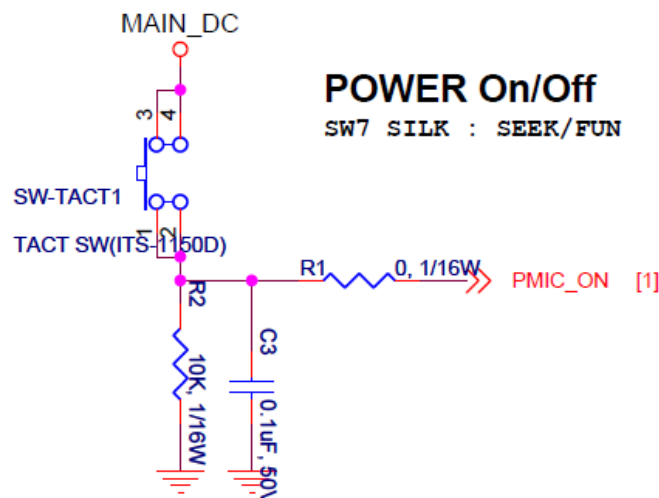 MAIN_DC
POWER On/Off
SW7 SILK : SEEK/FUN
3
4
SW-TACT1
1
2
TACT SW(ITS-1150D)
R1
0, 1/16W
PMIC_ON [1]
R2
10K, 1/16W
C3
0.1uF, 50V